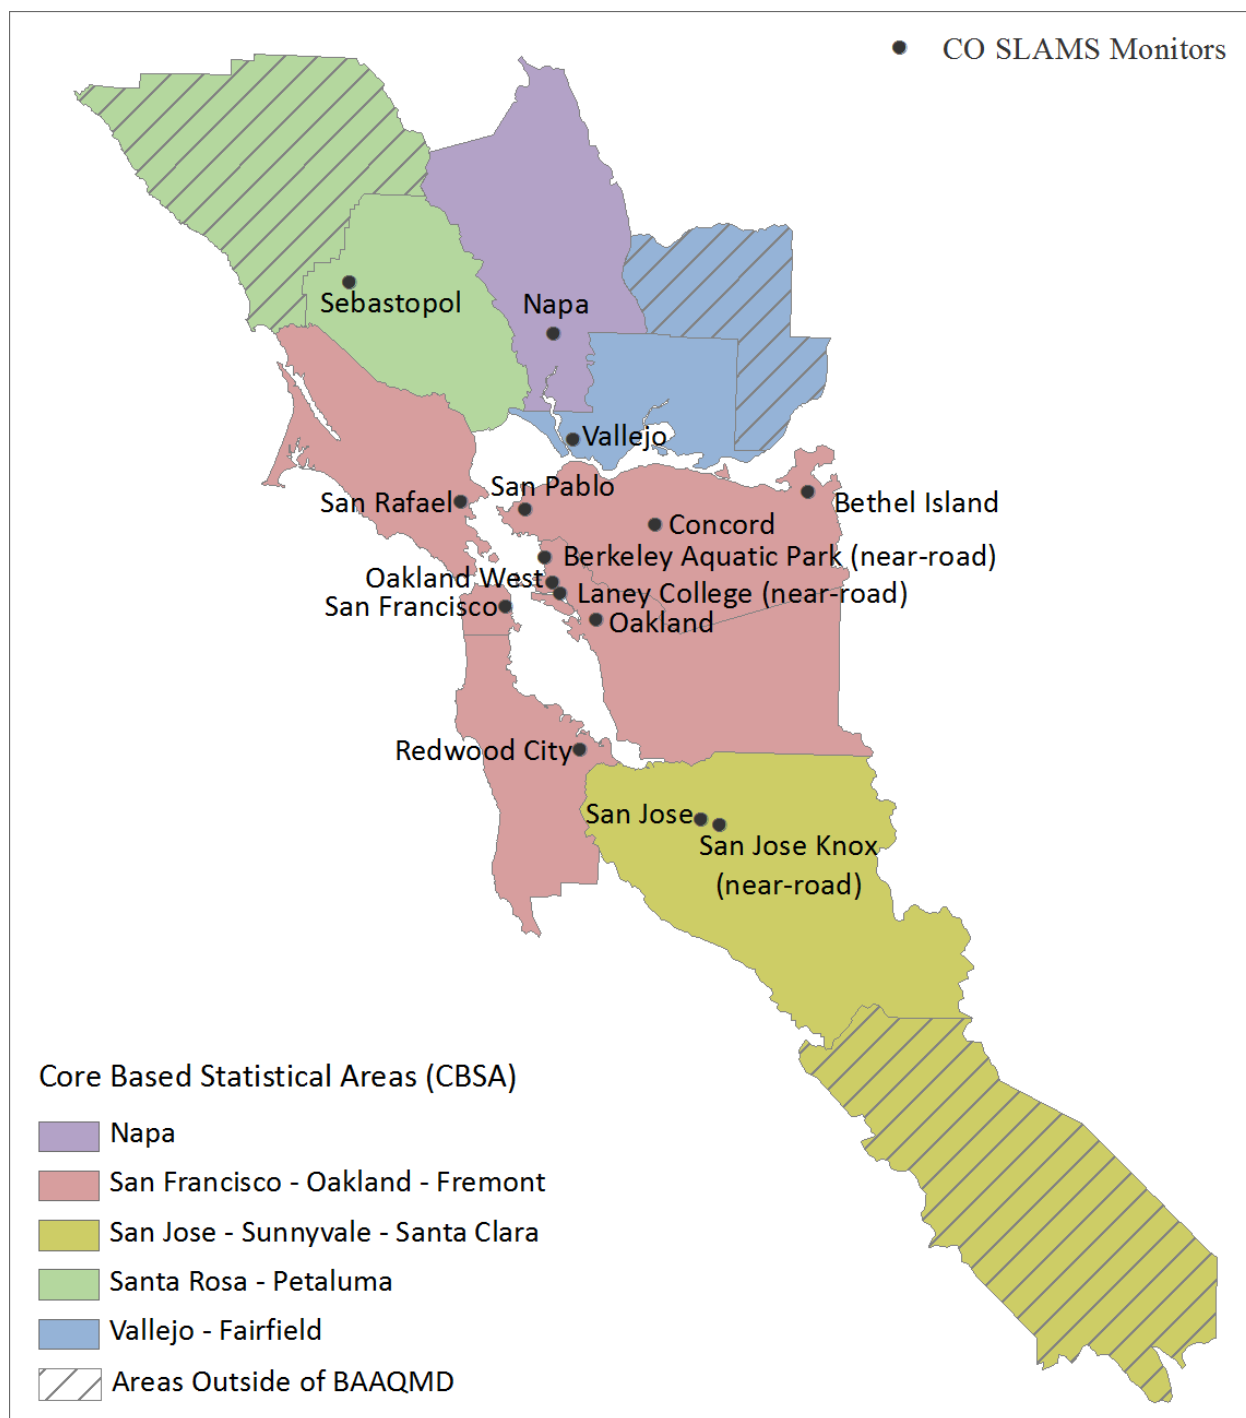 CO SLAMS Monitors
Sebastopol
Napa
Vallejo
San Pablo
San Rafael
Bethel Island
Concord
Berkeley Aquatic Park (near-road)
Oakland West
Laney College (near-road)
San Francisco
Oakland
Redwood City
San Jose
San Jose Knox
(near-road)
Core Based Statistical Areas (CBSA)
Napa
San Francisco - Oakland - Fremont
San Jose - Sunnyvale - Santa Clara
Santa Rosa - Petaluma
Vallejo - Fairfield
Areas Outside of BAAQMD